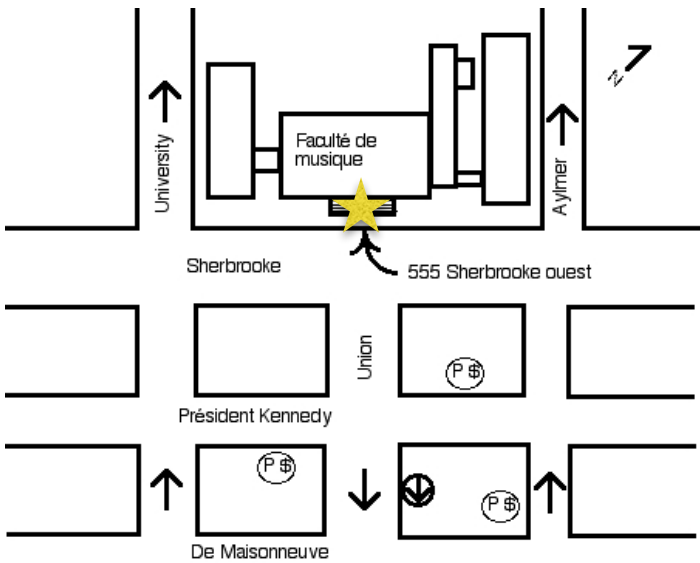 N
University
Faculté de
musique
Aylmer
Sherbrooke
555 Sherbrooke ouest
Union
P $
Président Kennedy
P $
P $
De Maisonneuve